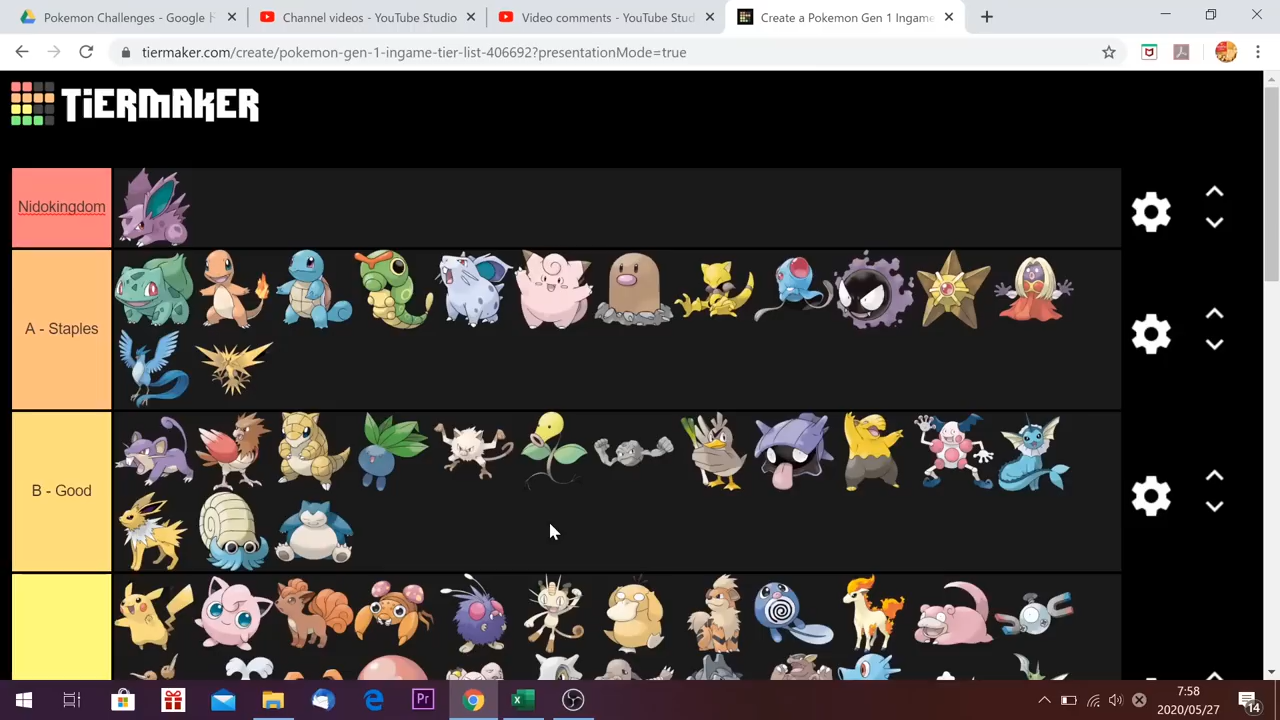 Pokemon Challenges - Google
Channel videos - YouTube Studio
Video comments - YouTube Stud
Create a Pokemon Gen 1 Ingame
tiermaker.com/create/pokemon-gen-1-ingame-tier-list-406692?presentationMode=true
TiERMAKER
Nidokingdom
A - Staples
B - Good
Pr
7:58
2020/05/27
14